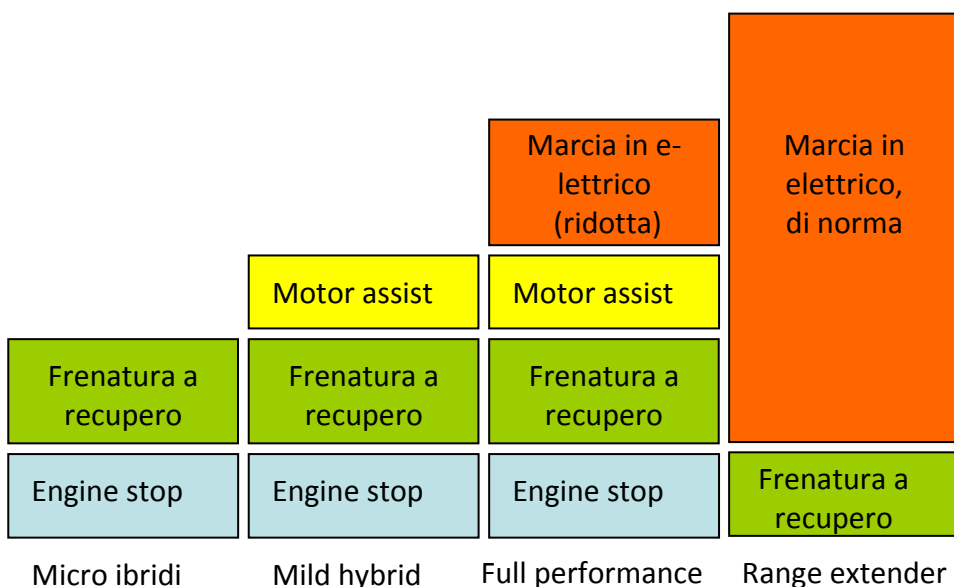 Marcia in e-
lettrico
(ridotta)
Marcia in
elettrico,
di norma
Motor assist
Motor assist
Frenatura a
recupero
Frenatura a
recupero
Frenatura a
recupero
Engine stop
Engine stop
Engine stop
Frenatura a
recupero
Micro ibridi
Mild hybrid
Full performance
Range extender